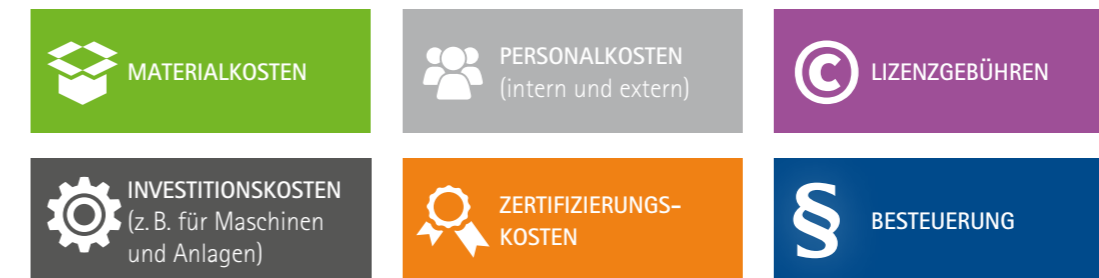 MATERIALKOSTEN
PERSONALKOSTEN
(intern und extern)
©
LIZENZGEBÜHREN
INVESTITIONSKOSTEN
(z. B. für Maschinen
und Anlagen)
ZERTIFIZIERUNGS-
KOSTEN
§
BESTEUERUNG